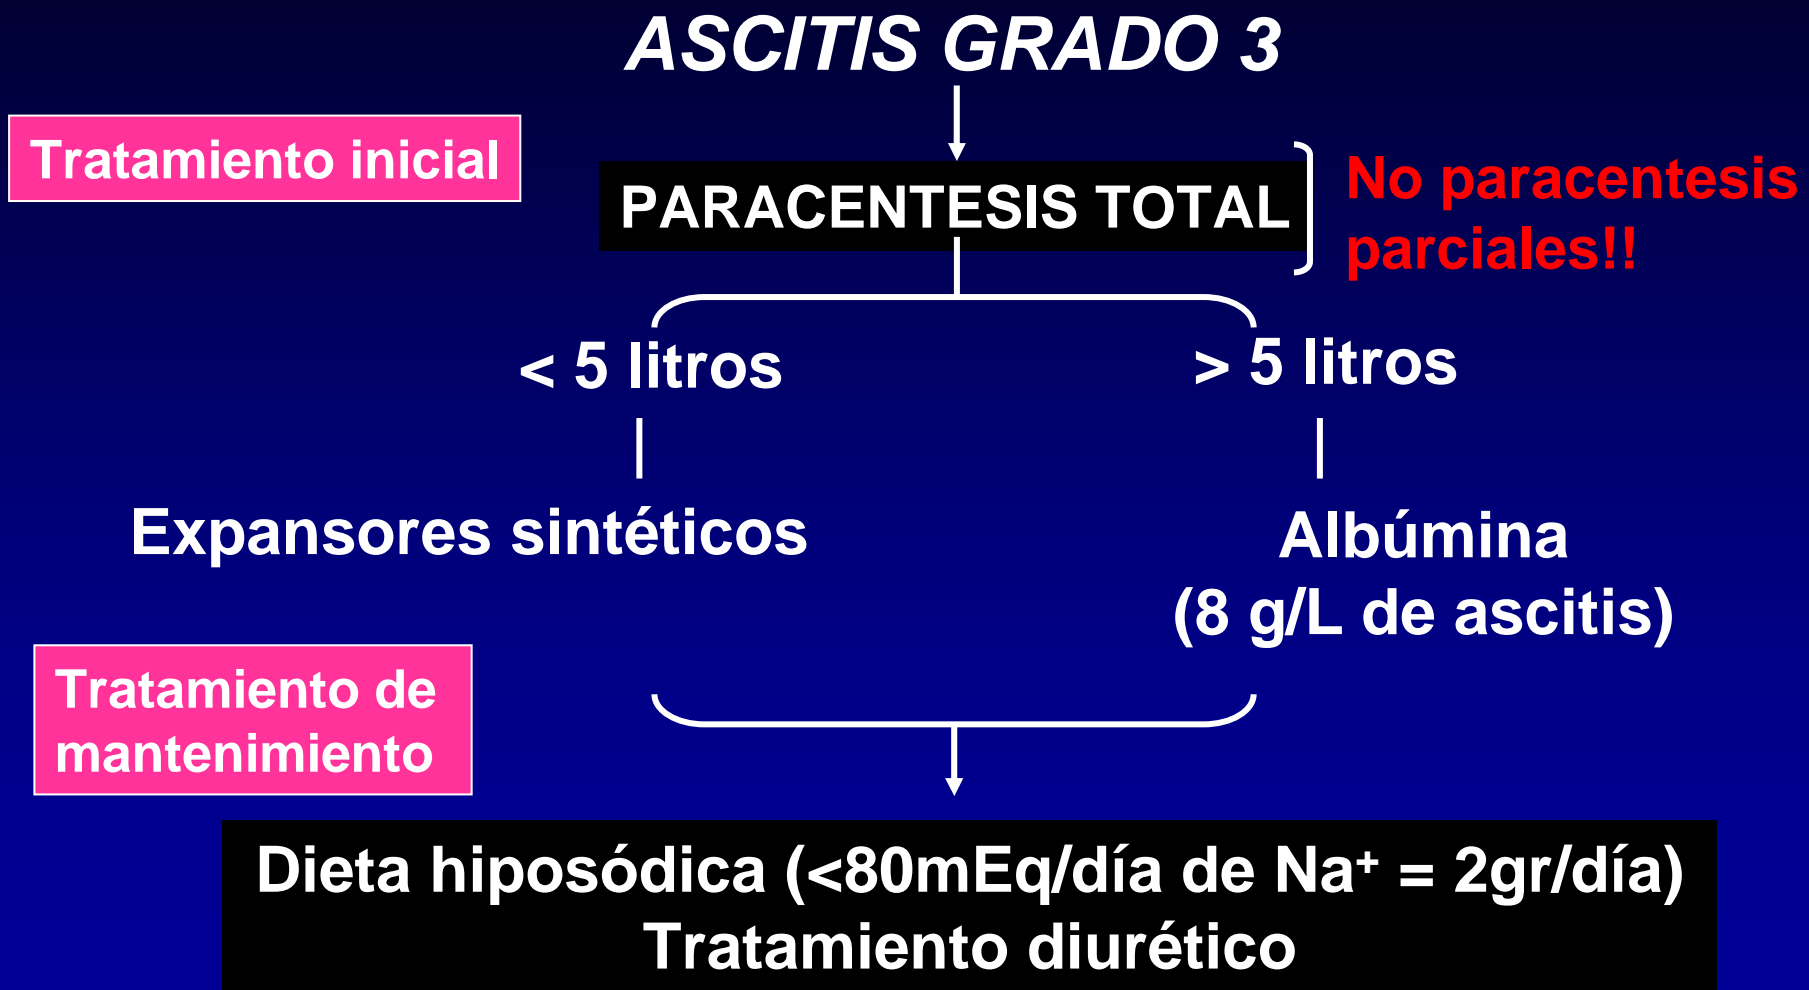 ASCITIS GRADO 3
Tratamiento inicial
PARACENTESIS TOTAL
No paracentesis
parciales!!
< 5 litros
> 5 litros
Expansores sintéticos
Albúmina
(8 g/L de ascitis)
Tratamiento de
mantenimiento
Dieta hiposódica (<80mEq/día de Na⁺ = 2gr/día)
Tratamiento diurético